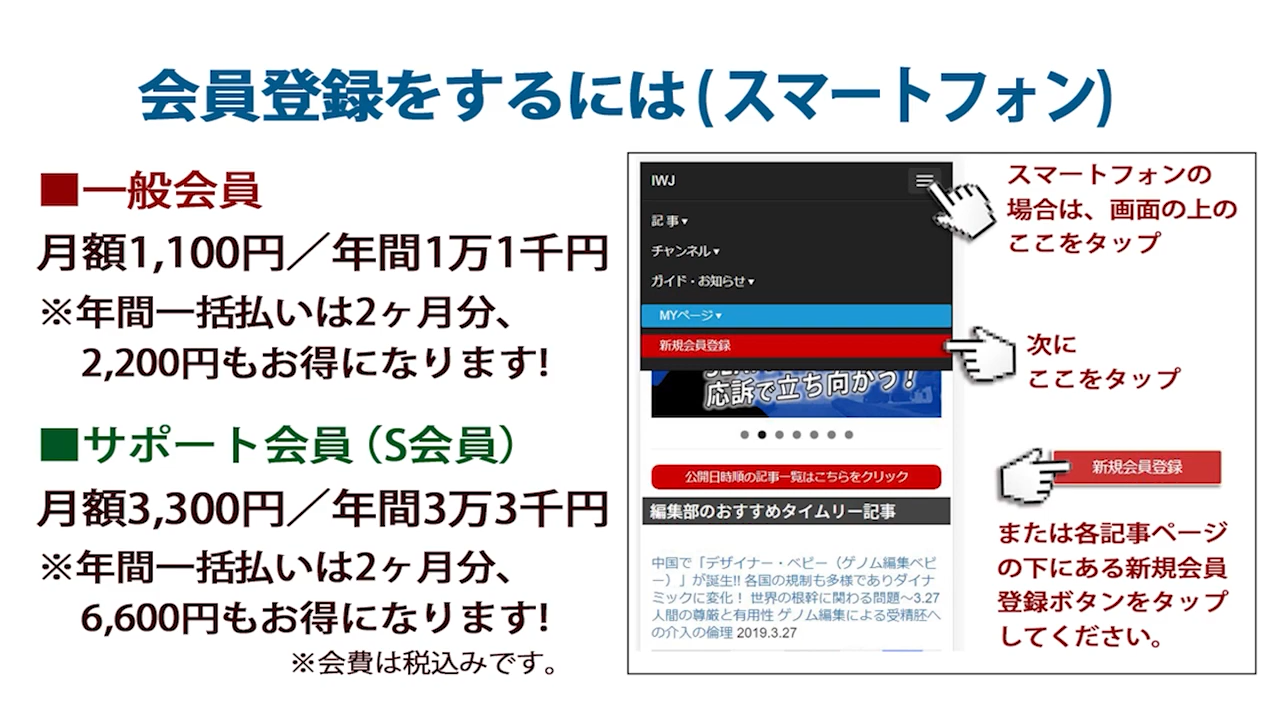 会員登録をするには(スマートフォン)
■一般会員
月額1,100円／年間1万1千円
※年間一括払いは2ヶ月分、
2,200円もお得になります!
■サポート会員（S会員）
月額3,300円／年間3万3千円
※年間一括払いは2ヶ月分、
6,600円もお得になります!
※会費は税込みです。
IWJ
記事▾
チャンネル▾
ガイド・お知らせ▾
MYページ▾
新規会員登録
応訴で立ち向かう！
公開日時順の記事一覧はこちらをクリック
編集部のおすすめタイムリー記事
中国で「デザイナー・ベビー（ゲノム編集ベビ
ー）」が誕生!! 各国の規制も多様でありダイナ
ミックに変化！ 世界の根幹に関わる問題～3.27
人間の尊厳と有用性 ゲノム編集による受精胚へ
の介入の倫理 2019.3.27
スマートフォンの
場合は、画面の上の
ここをタップ
次に
ここをタップ
新規会員登録
または各記事ページ
の下にある新規会員
登録ボタンをタップ
してください。